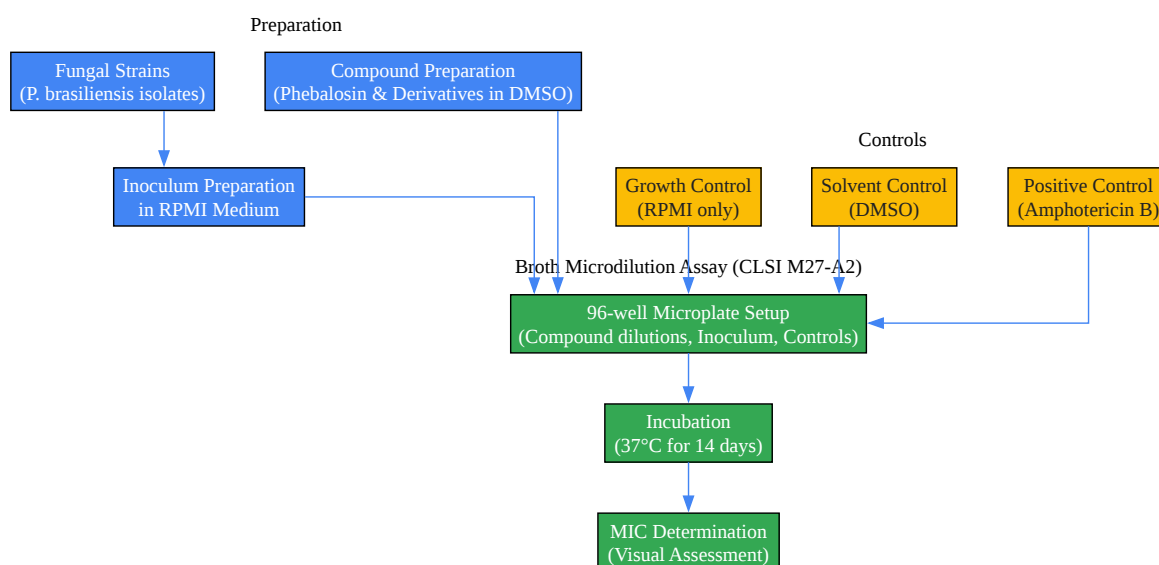 Preparation
Fungal Strains
(P. brasiliensis isolates)
Compound Preparation
(Phebalosin & Derivatives in DMSO)
Inoculum Preparation
in RPMI Medium
Controls
Growth Control
(RPMI only)
Solvent Control
(DMSO)
Positive Control
(Amphotericin B)
Broth Microdilution Assay (CLSI M27-A2)
96-well Microplate Setup
(Compound dilutions, Inoculum, Controls)
Incubation
(37°C for 14 days)
MIC Determination
(Visual Assessment)